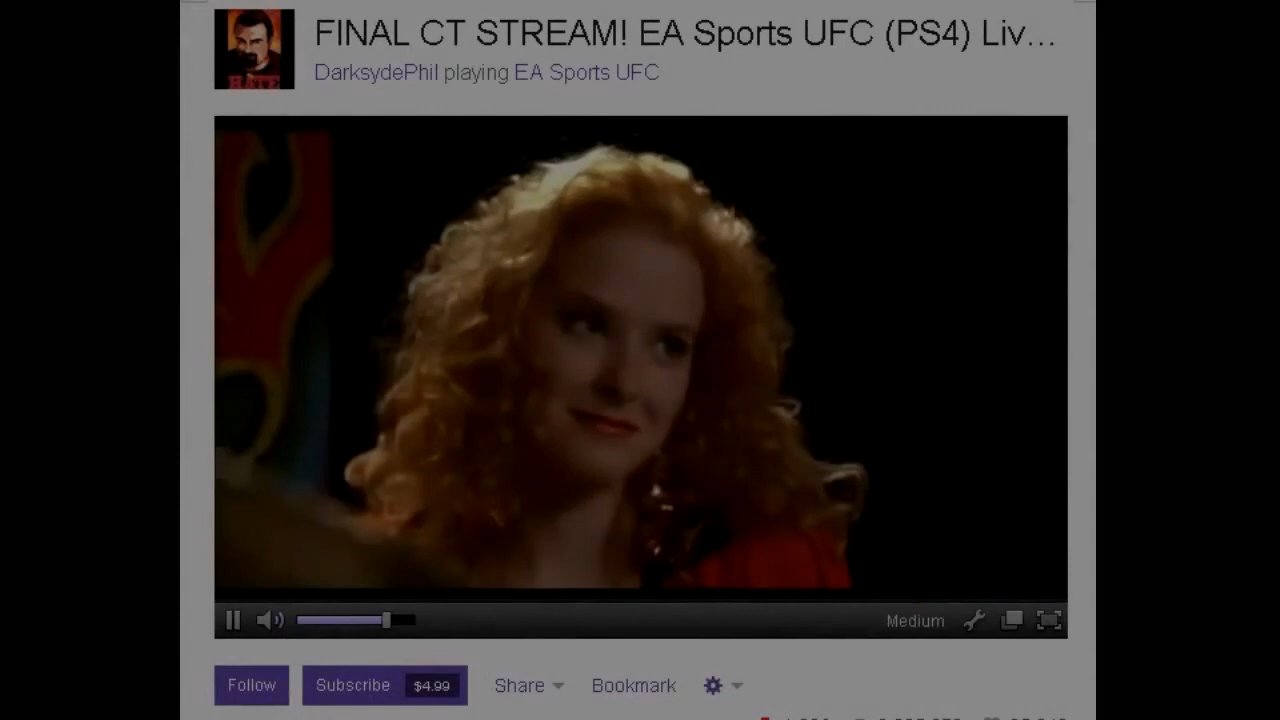 HATE
FINAL CT STREAM! EA Sports UFC (PS4) Liv...
DarksydePhil playing EA Sports UFC
Medium
Follow
Subscribe $4.99
Share
Bookmark